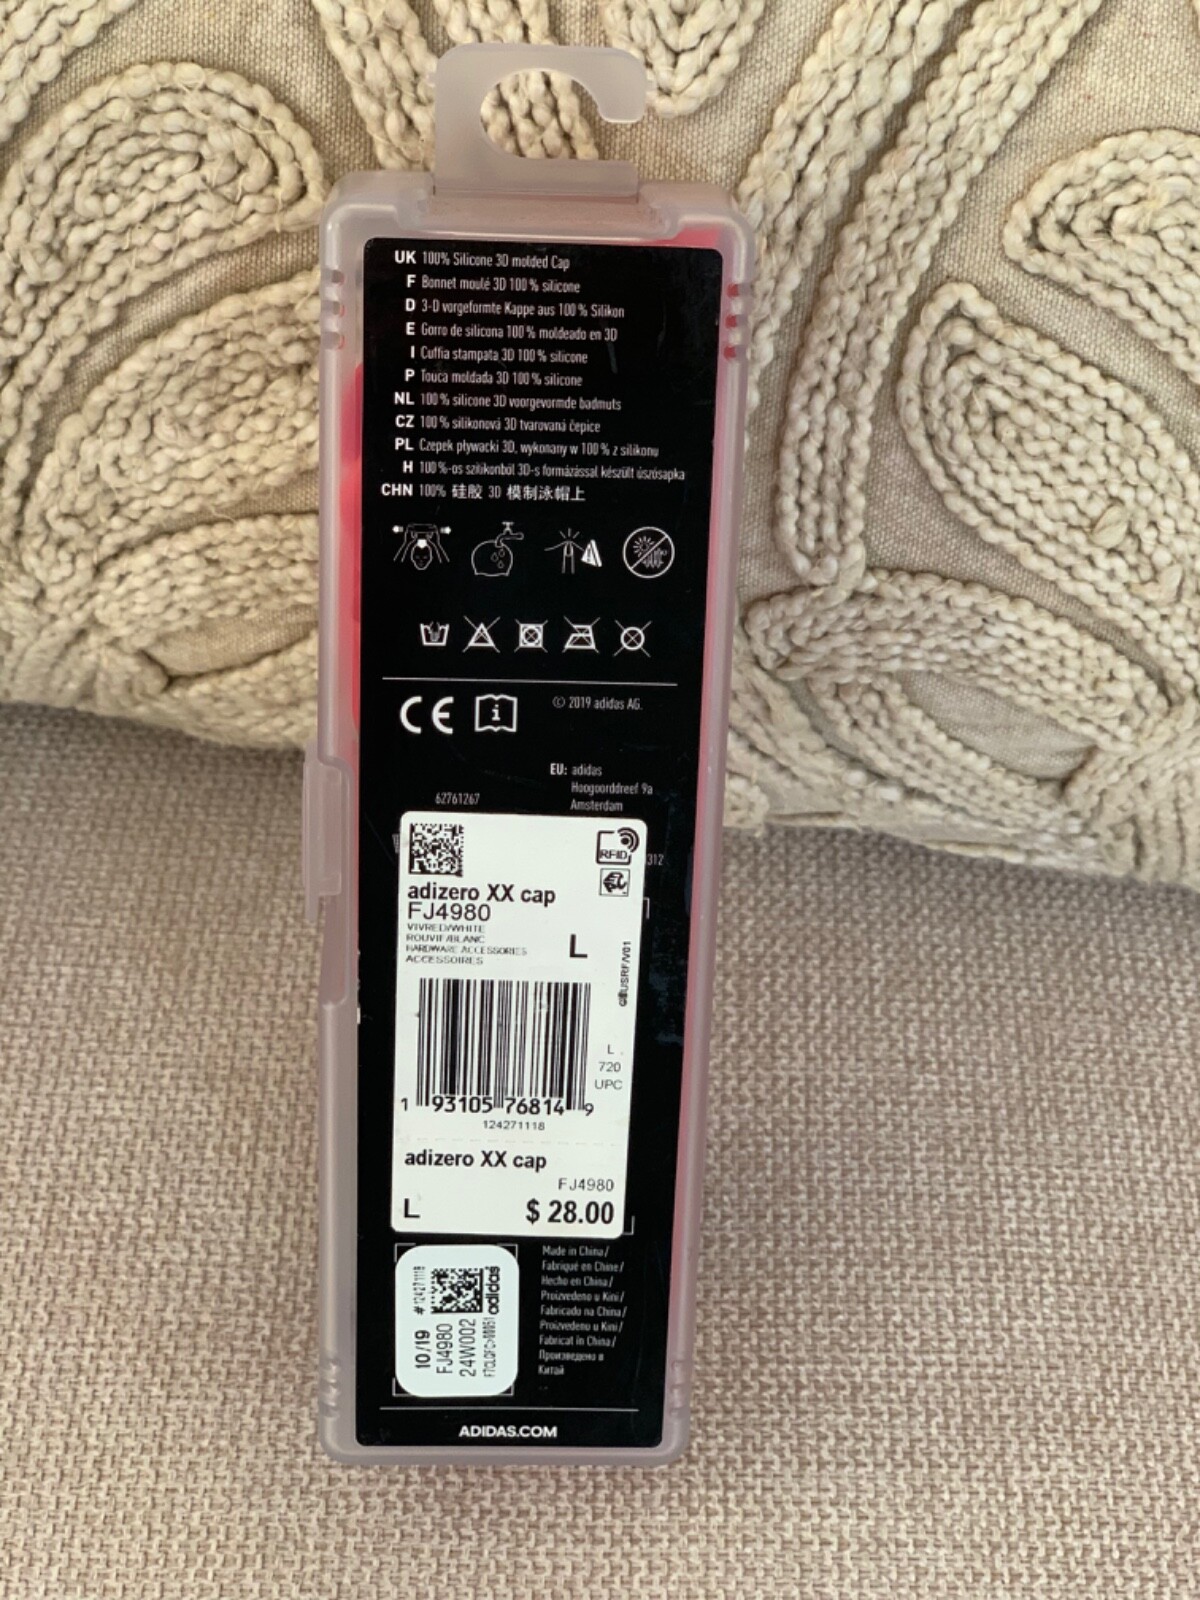 UK 100% Silicone 3D molded Cap
F Bonnet moulé 3D 100 % silicone
D 3-D vorgeformte Kappe aus 100 % Silikon
E Gorro de silicona 100 % moldeado en 3D
I Cuffia stampata 3D 100 % silicone
P Touca moldada 3D 100 % silicone
NL 100 % silicone 3D voorgevormde badmuts
CZ 100 % silikonová 3D tvarovaná čepice
PL Czepek pływacki 3D, wykonany w 100 % z silikonu
H 100 %-os szilikonból 3D-s formázással készült úszósapka
CHN 100% 硅胶 3D 模制泳帽上
CE
© 2019 adidas AG.
EU: adidas
Hoogoorddreef 9a
Amsterdam
62761267
312
RFID
adizero XX cap
FJ4980
VIVRED/WHITE
ROUVIF/BLANC
HARDWARE ACCESSORIES
ACCESSOIRES
L
L
720
UPC
1 93105 76814 9
124271118
adizero XX cap
FJ4980
L $ 28.00
#124271118
adidas
10/19
FJ4980
24W002
Made in China /
Fabriqué en Chine /
Hecho en China /
Proizvedeno u Kini /
Fabricado na China /
Proizvedeno u Kini /
Fabricat în China /
Произведено в
Китай
ADIDAS.COM